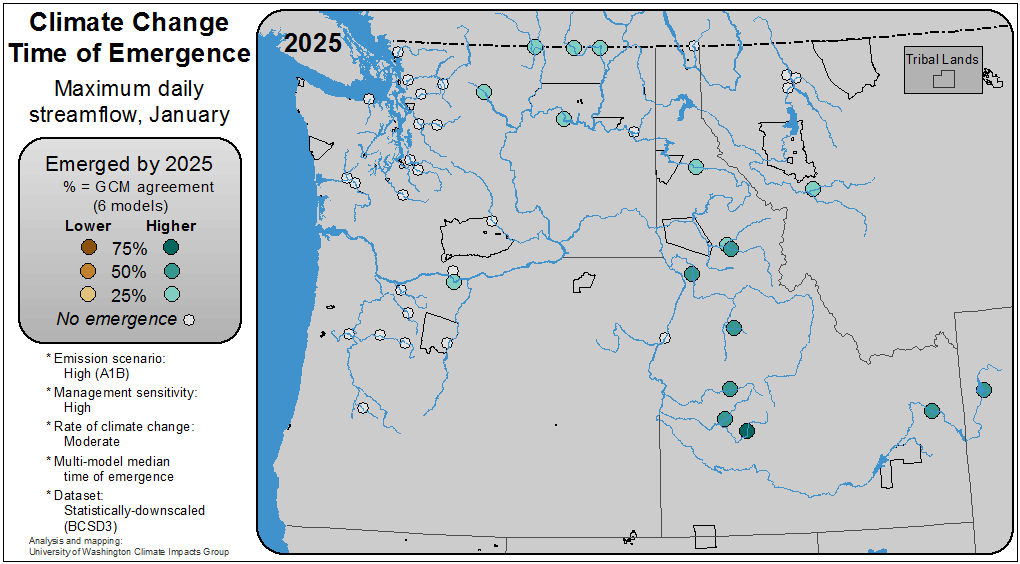 Climate Change
Time of Emergence
Maximum daily
streamflow, January
Emerged by 2025
% = GCM agreement
(6 models)
Lower Higher
75%
50%
25%
No emergence
* Emission scenario:
High (A1B)
* Management sensitivity:
High
* Rate of climate change:
Moderate
* Multi-model median
time of emergence
* Dataset:
Statistically-downscaled
(BCSD3)
Analysis and mapping:
University of Washington Climate Impacts Group
2025
Tribal Lands